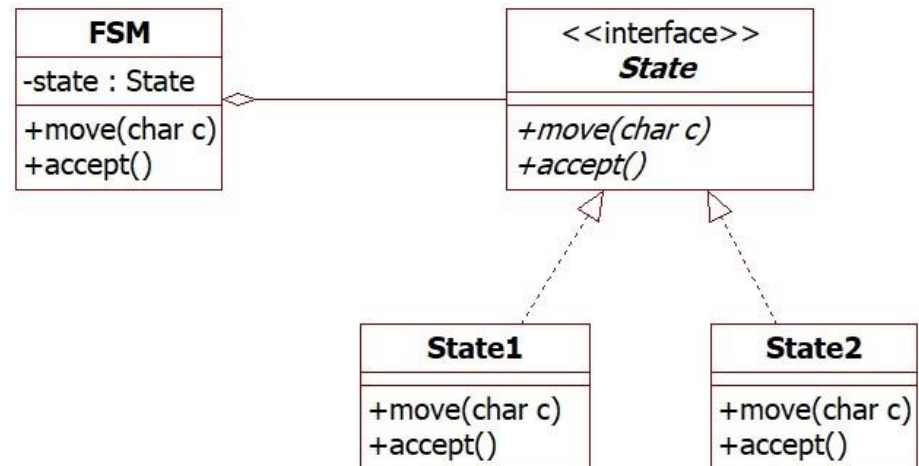 FSM
-state : State
+move(char c)
+accept()
<<interface>>
State
+move(char c)
+accept()
State1
+move(char c)
+accept()
State2
+move(char c)
+accept()